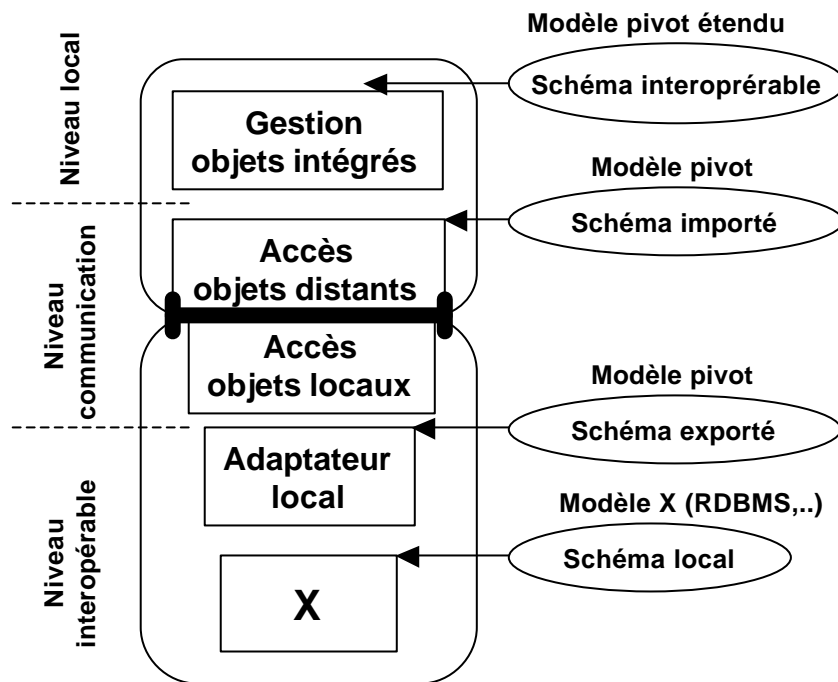 Modèle pivot étendu
Schéma interoprérable
Niveau local
Gestion
objets intégrés
Modèle pivot
Schéma importé
Niveau
communication
Accès
objets distants
Accès
objets locaux
Modèle pivot
Schéma exporté
Niveau
interopérable
Adaptateur
local
Modèle X (RDBMS,..)
Schéma local
X